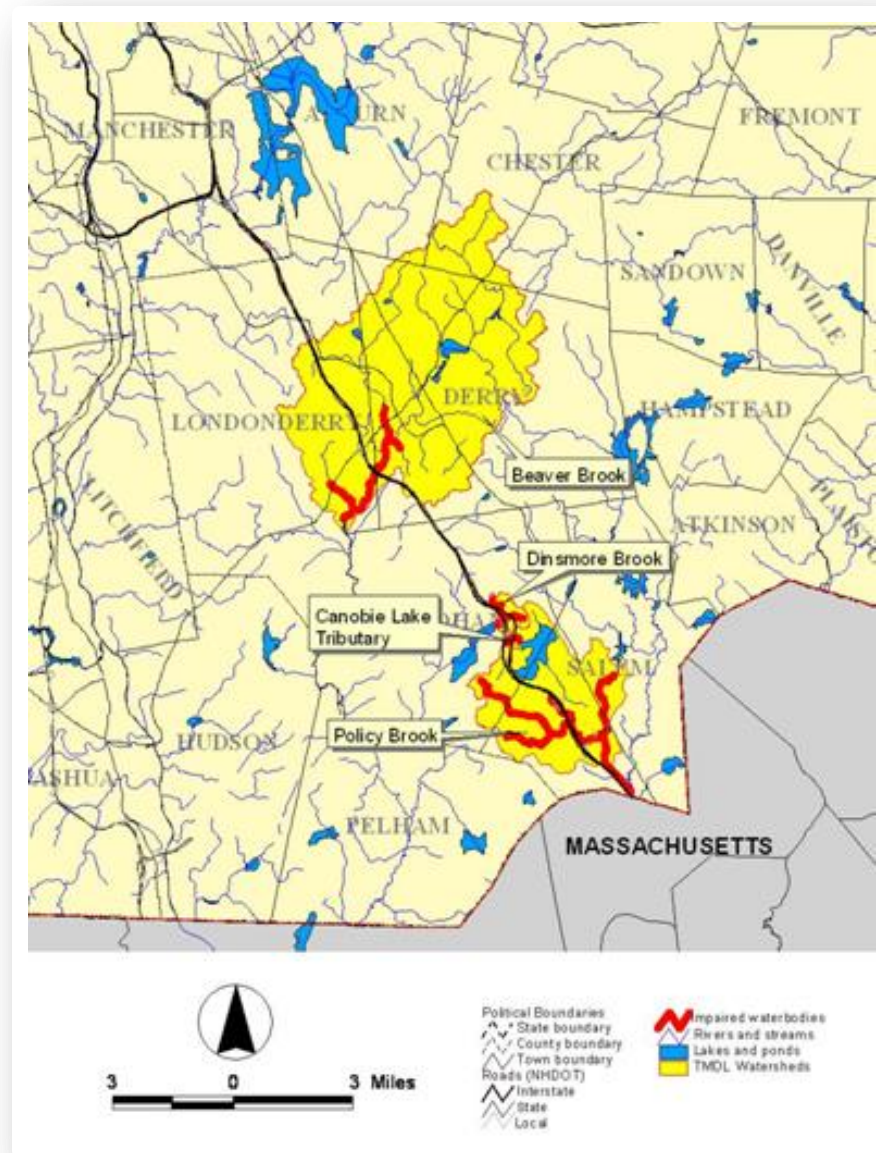 MANCHESTER
FREMONT
CHESTER
SANDOWN
DANVILLE
LONDONDERRY
DERRY
HAMPSTEAD
Beaver Brook
LITCHFIELD
ATKINSON
Dinsmore Brook
Canobie Lake
Tributary
SALEM
Policy Brook
HUDSON
ASHUA
PELHAM
MASSACHUSETTS
3 0 3 Miles
Political Boundaries
State boundary
County boundary
Town boundary
Roads (NHDOT)
Interstate
State
Local
Impaired waterbodies
Rivers and streams
Lakes and ponds
TMDL Watersheds